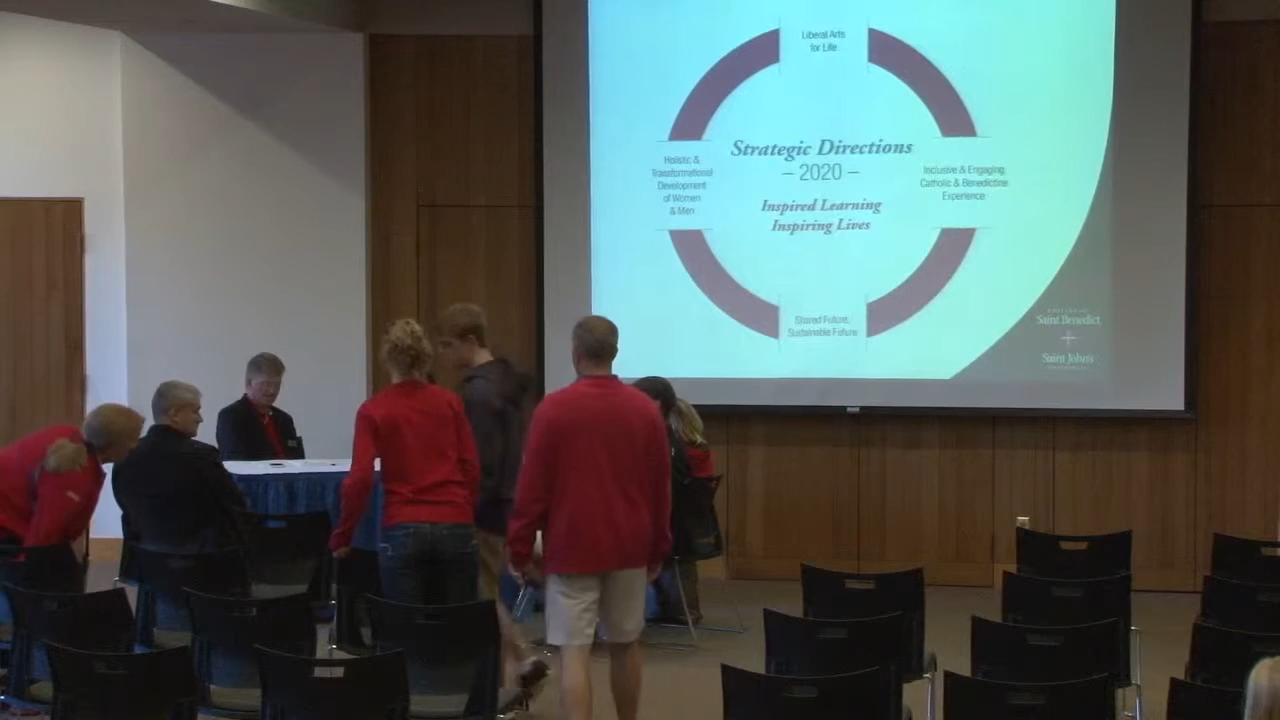 Liberal Arts
for Life
Strategic Directions
– 2020 –
Inspired Learning
Inspiring Lives
Holistic &
Transformational
Development
of Women
& Men
Inclusive & Engaging
Catholic & Benedictine
Experience
Shared Future,
Sustainable Future
Saint Benedict
Saint John's